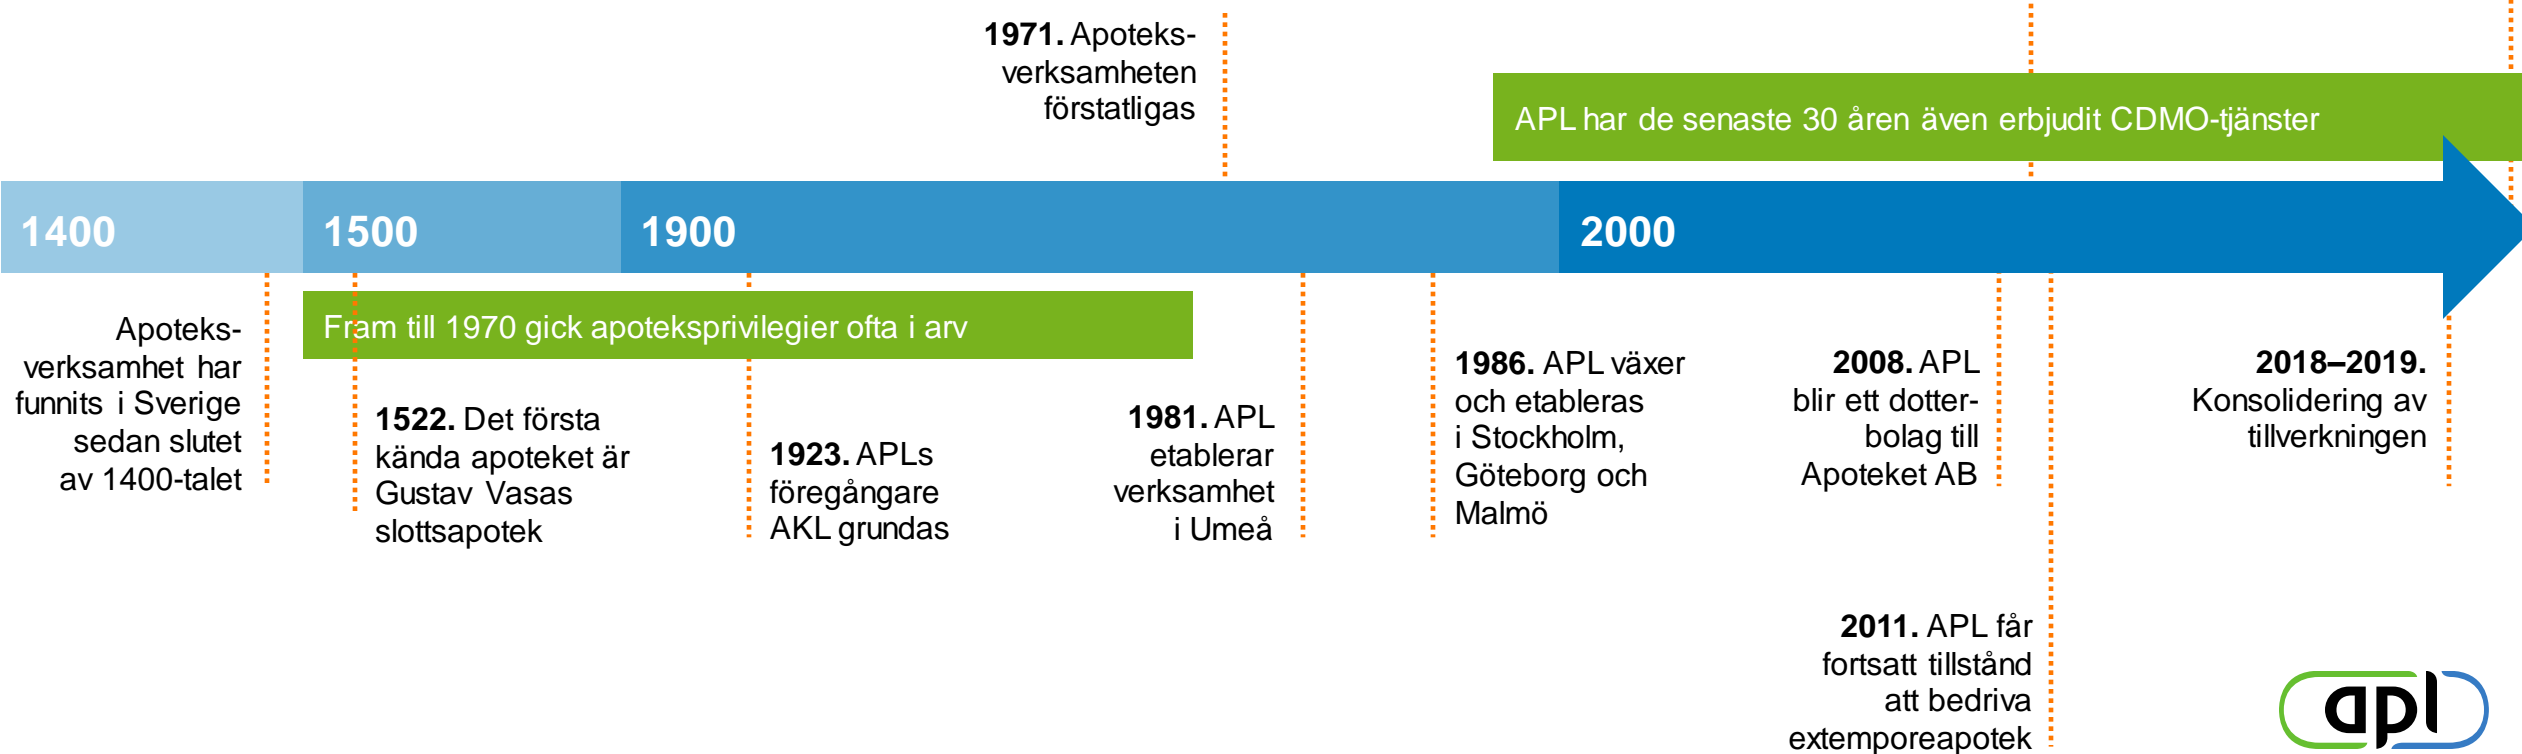 1971. Apoteks-
verksamheten
förstatligas
APL har de senaste 30 åren även erbjudit CDMO-tjänster
1400
1500
1900
2000
Fram till 1970 gick apoteksprivilegier ofta i arv
Apoteks-
verksamhet har
funnits i Sverige
sedan slutet
av 1400-talet
1522. Det första
kända apoteket är
Gustav Vasas
slottsapotek
1923. APLs
föregångare
AKL grundas
1981. APL
etablerar
verksamhet
i Umeå
1986. APL växer
och etableras
i Stockholm,
Göteborg och
Malmö
2008. APL
blir ett dotter-
bolag till
Apoteket AB
2018–2019.
Konsolidering av
tillverkningen
2011. APL får
fortsatt tillstånd
att bedriva
extemporeapotek
apl